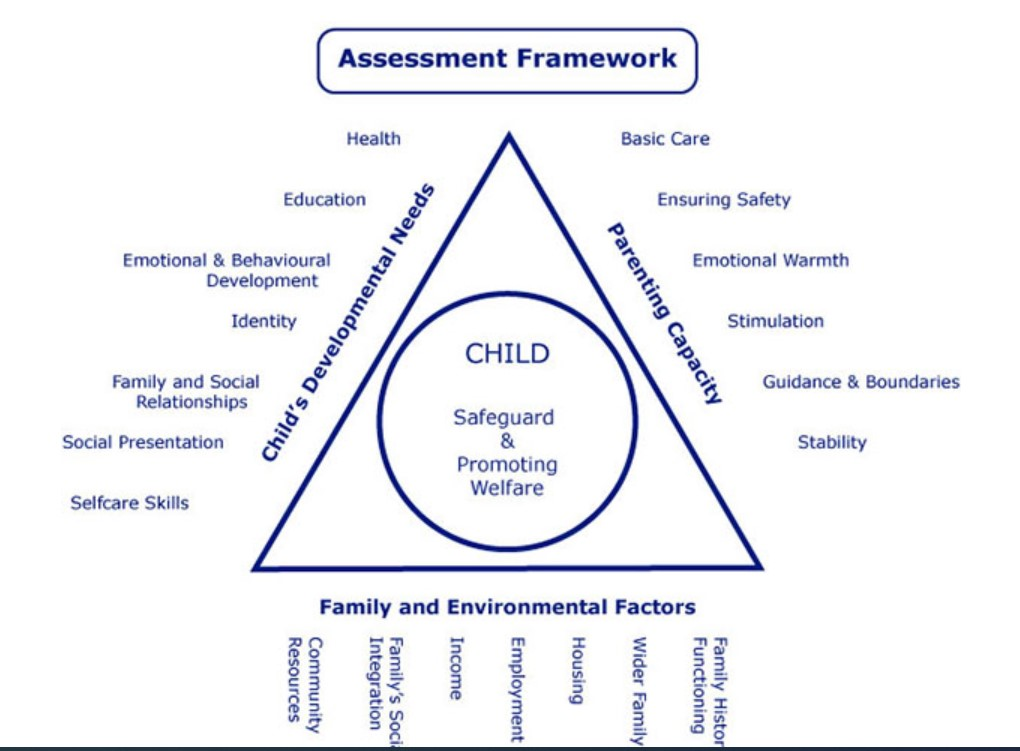 Assessment Framework
Health
Education
Emotional & Behavioural
Development
Identity
Family and Social
Relationships
Social Presentation
Selfcare Skills
Child's Developmental Needs
Basic Care
Ensuring Safety
Emotional Warmth
Stimulation
Guidance & Boundaries
Stability
Parenting Capacity
CHILD
Safeguard
&
Promoting
Welfare
Family and Environmental Factors
Community
Resources
Family's
Integration
Income
Employment
Housing
Wider Family
Family
Functioning